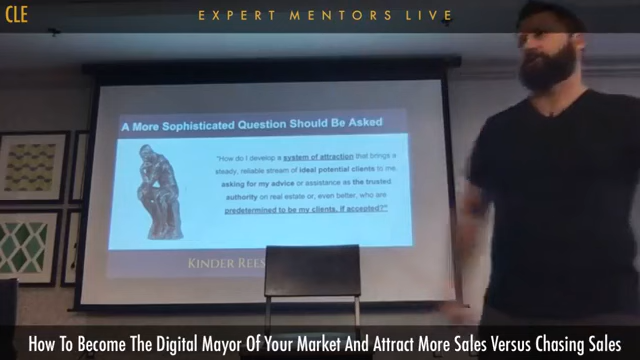 CLE
EXPERT MENTORS LIVE
A More Sophisticated Question Should Be Asked
"How do I develop a system of attraction that brings a
steady, reliable stream of ideal potential clients to me,
asking for my advice or assistance as the trusted
authority on real estate or, even better, who are
predetermined to be my clients, if accepted?"
KINDER REES
How To Become The Digital Mayor Of Your Market And Attract More Sales Versus Chasing Sales